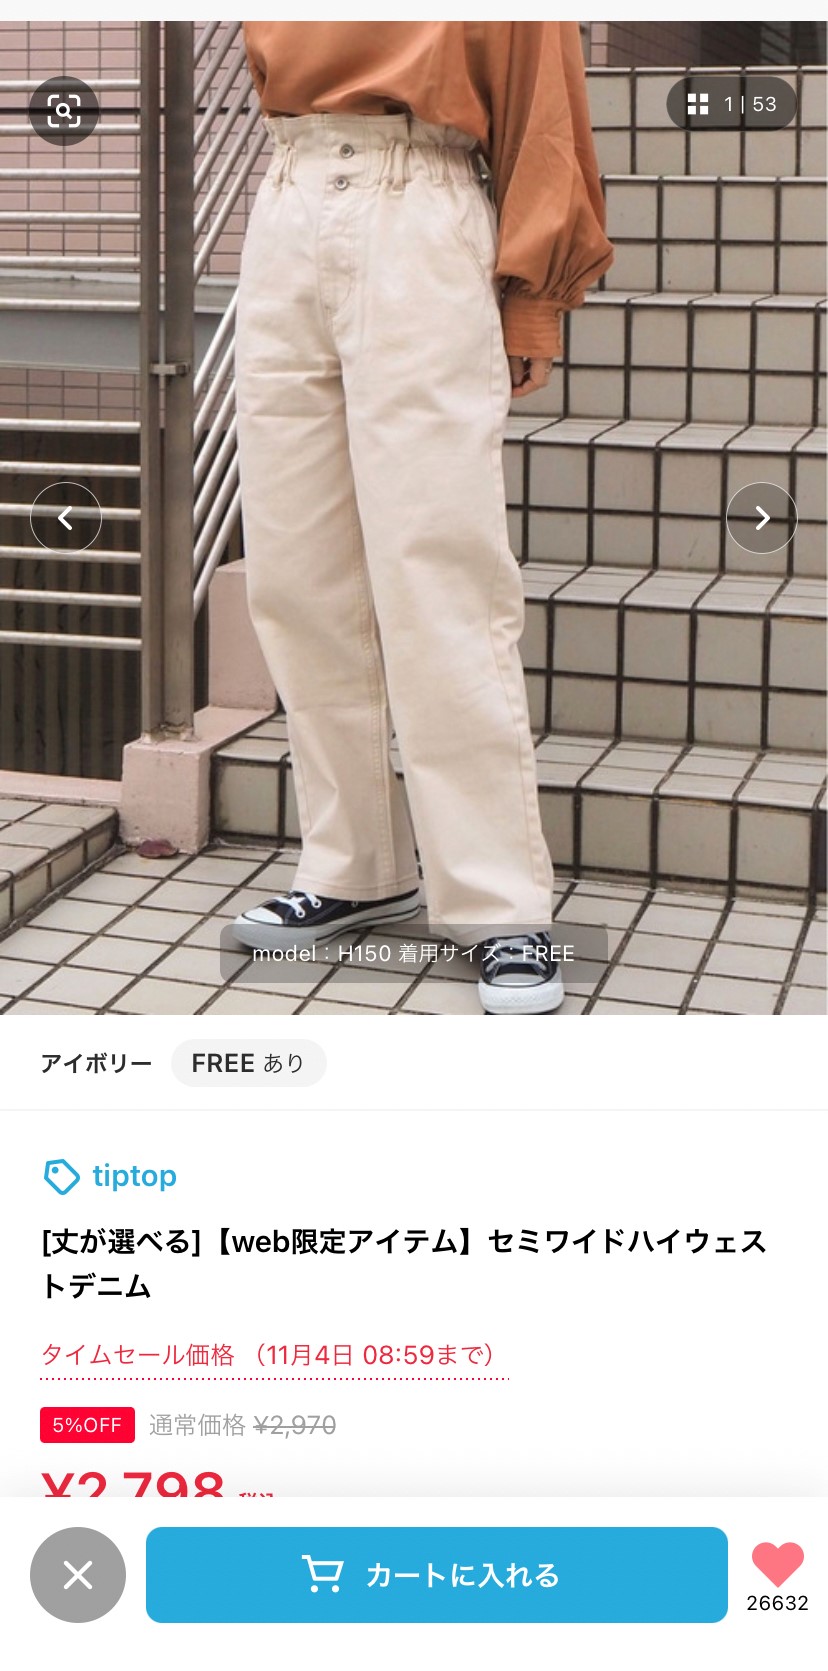 1 | 53
model : H150 着用サイズ : FREE
アイボリー FREE あり
tiptop
[丈が選べる]【web限定アイテム】セミワイドハイウェス
トデニム
タイムセール価格 （11月4日 08:59まで）
5%OFF 通常価格 ¥2,970
¥2,798 税込
カートに入れる
26632